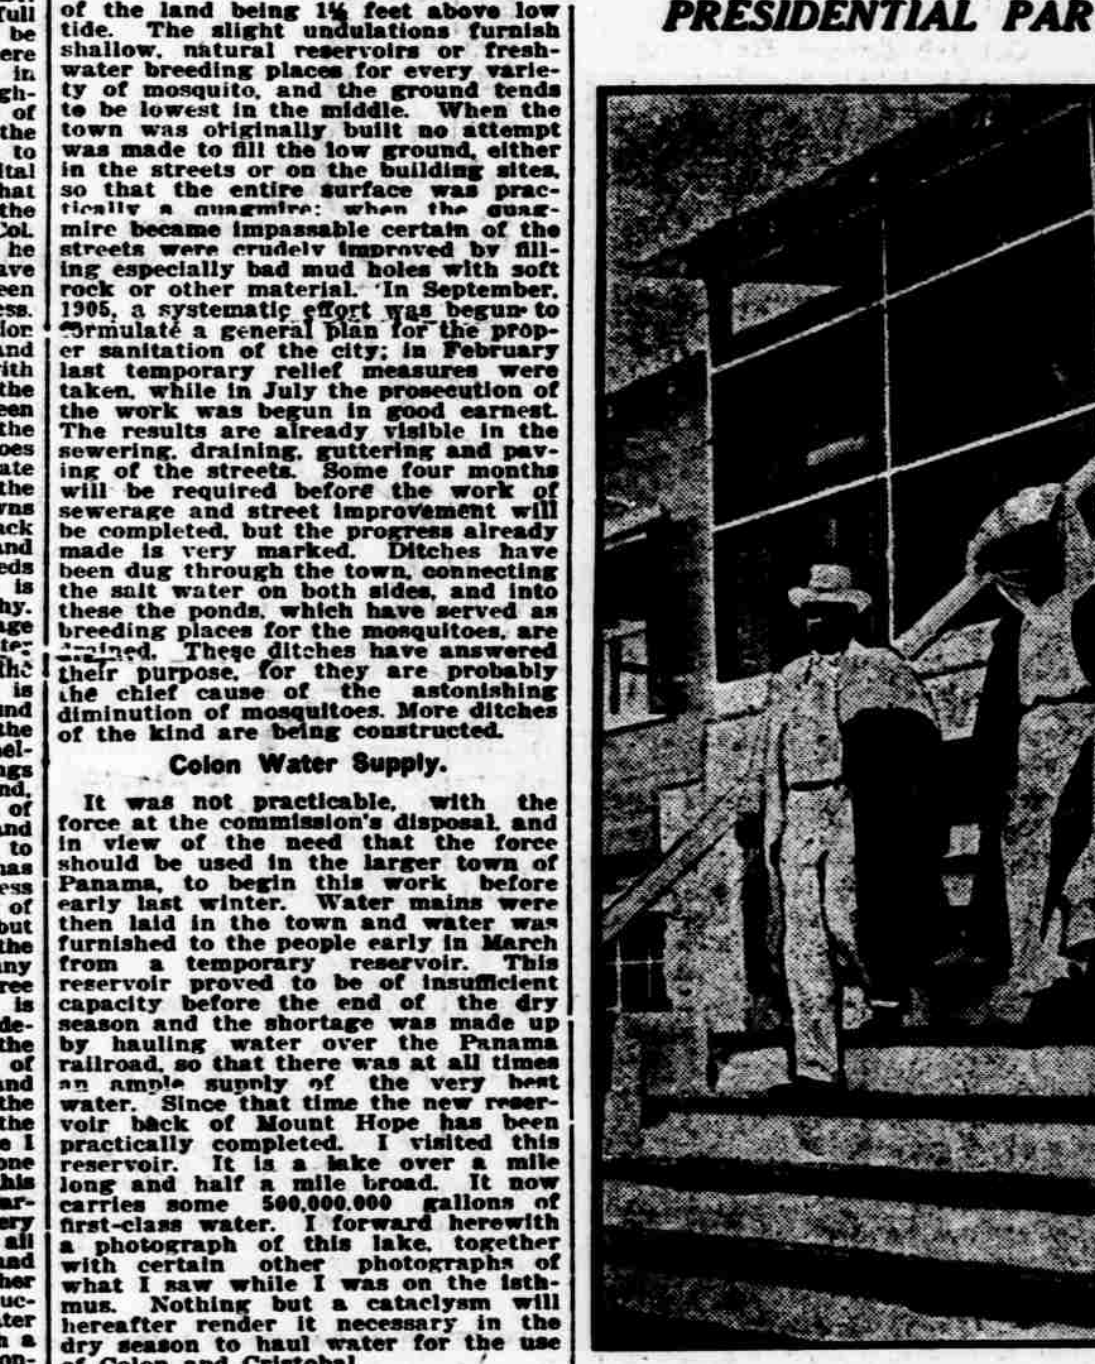 PRESIDENTIAL PAR
of the land being 1½ feet above low
tide. The slight undulations furnish
shallow, natural reservoirs or fresh-
water breeding places for every varie-
ty of mosquito, and the ground tends
to be lowest in the middle. When the
town was originally built no attempt
was made to fill the low ground, either
in the streets or on the building sites,
so that the entire surface was prac-
tically a quagmire; when the quag-
mire became impassable certain of the
streets were crudely improved by fill-
ing especially bad mud holes with soft
rock or other material. In September,
1905, a systematic effort was begun to
formulate a general plan for the prop-
er sanitation of the city; in February
last temporary relief measures were
taken, while in July the prosecution of
the work was begun in good earnest.
The results are already visible in the
sewering, draining, guttering and pav-
ing of the streets. Some four months
will be required before the work of
sewerage and street improvement will
be completed, but the progress already
made is very marked. Ditches have
been dug through the town, connecting
the salt water on both sides, and into
these the ponds, which have served as
breeding places for the mosquitoes, are
drained. These ditches have answered
their purpose, for they are probably
the chief cause of the astonishing
diminution of mosquitoes. More ditches
of the kind are being constructed.
Colon Water Supply.
It was not practicable, with the
force at the commission's disposal, and
in view of the need that the force
should be used in the larger town of
Panama, to begin this work before
early last winter. Water mains were
then laid in the town and water was
furnished to the people early in March
from a temporary reservoir. This
reservoir proved to be of insufficient
capacity before the end of the dry
season and the shortage was made up
by hauling water over the Panama
railroad, so that there was at all times
an ample supply of the very best
water. Since that time the new reser-
voir back of Mount Hope has been
practically completed. I visited this
reservoir. It is a lake over a mile
long and half a mile broad. It now
carries some 500,000,000 gallons of
first-class water. I forward herewith
a photograph of this lake, together
with certain other photographs of
what I saw while I was on the isth-
mus. Nothing but a cataclysm will
hereafter render it necessary in the
dry season to haul water for the use
of Colon and Cristobal.